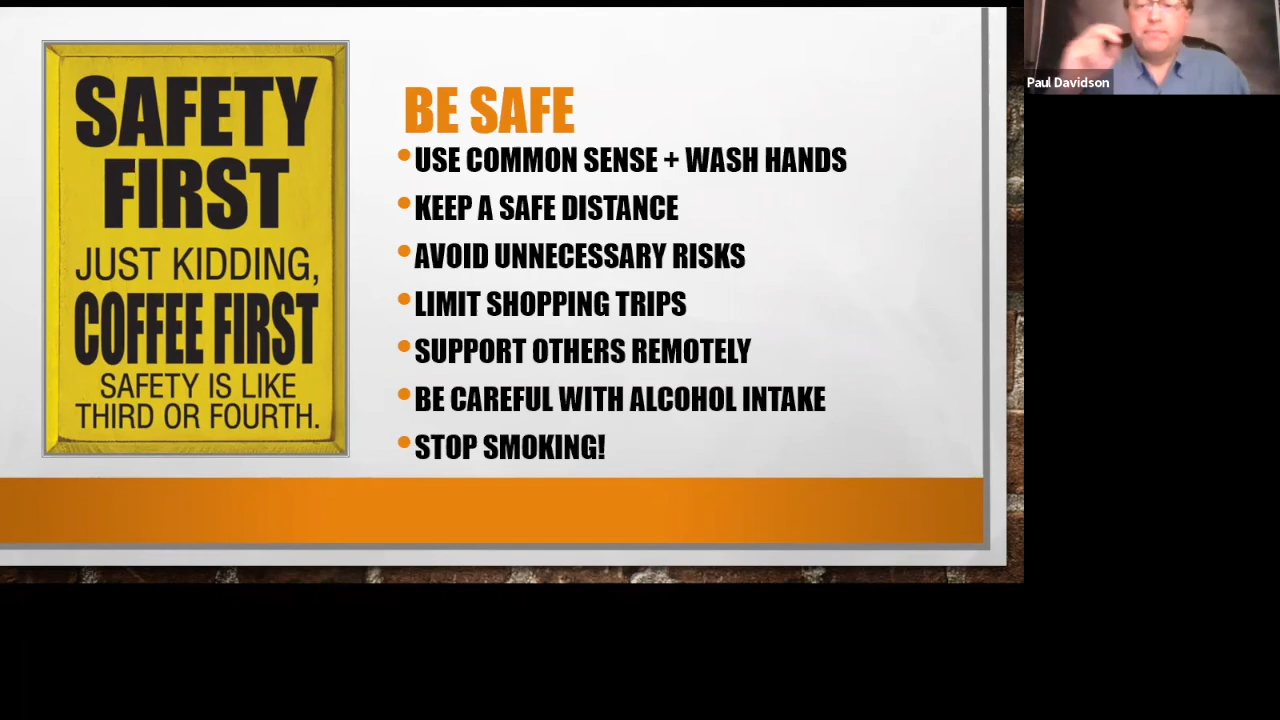 SAFETY
FIRST
JUST KIDDING,
COFFEE FIRST
SAFETY IS LIKE
THIRD OR FOURTH.
BE SAFE
•USE COMMON SENSE + WASH HANDS
•KEEP A SAFE DISTANCE
•AVOID UNNECESSARY RISKS
•LIMIT SHOPPING TRIPS
•SUPPORT OTHERS REMOTELY
•BE CAREFUL WITH ALCOHOL INTAKE
•STOP SMOKING!
Paul Davidson